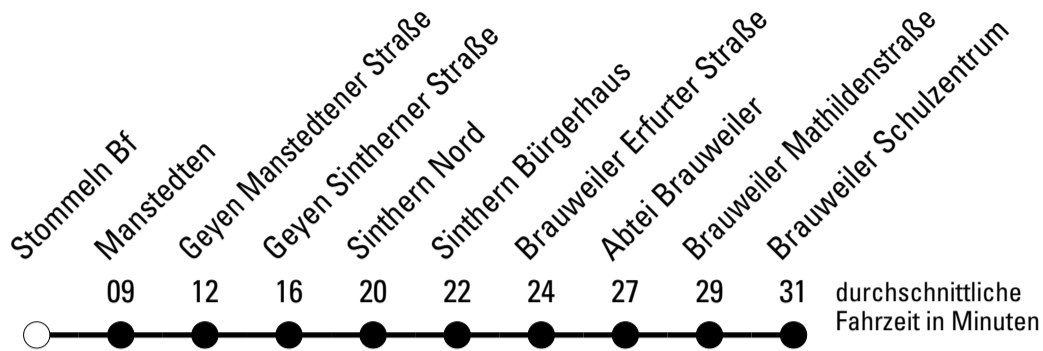 Stommeln Bf
Manstedten
Geyen Manstedtener Straße
Geyen Sintherner Straße
Sinthern Nord
Sinthern Bürgerhaus
Brauweiler Erfurter Straße
Abtei Brauweiler
Brauweiler Mathildenstraße
Brauweiler Schulzentrum
09 12 16 20 22 24 27 29 31
durchschnittliche
Fahrzeit in Minuten